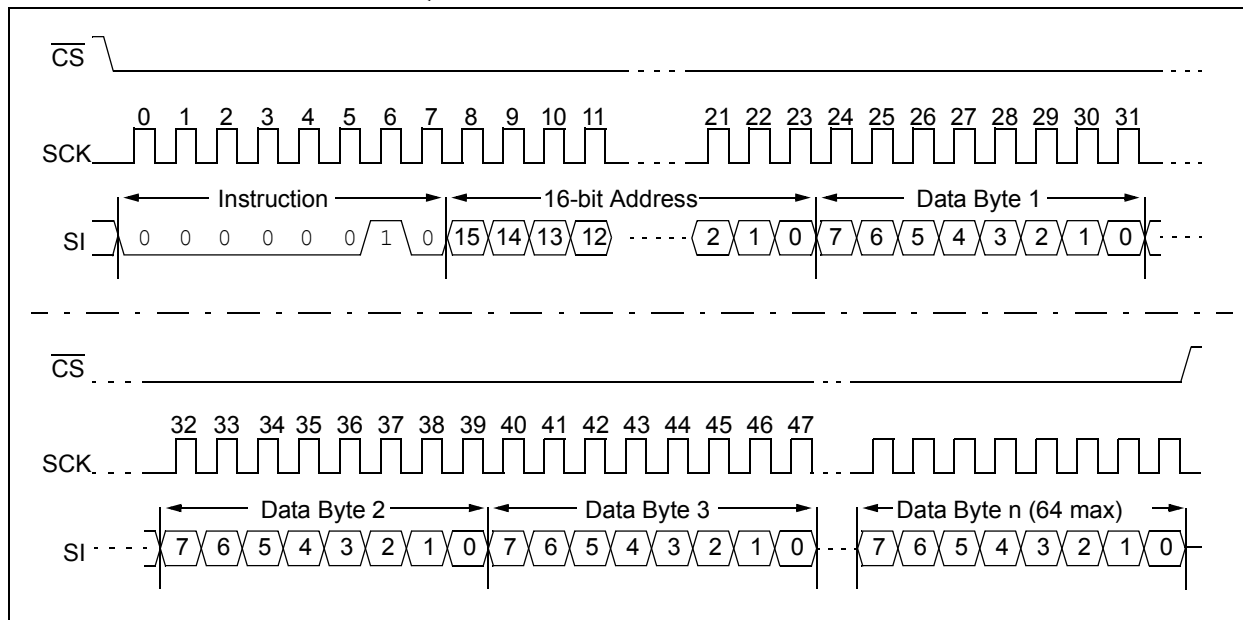 CS
0 1 2 3 4 5 6 7 8 9 10 11 21 22 23 24 25 26 27 28 29 30 31
SCK
Instruction 16-bit Address Data Byte 1
SI 0 0 0 0 0 0 1 0 15 14 13 12 2 1 0 7 6 5 4 3 2 1 0
CS
32 33 34 35 36 37 38 39 40 41 42 43 44 45 46 47
SCK
Data Byte 2 Data Byte 3 Data Byte n (64 max)
SI 7 6 5 4 3 2 1 0 7 6 5 4 3 2 1 0 7 6 5 4 3 2 1 0